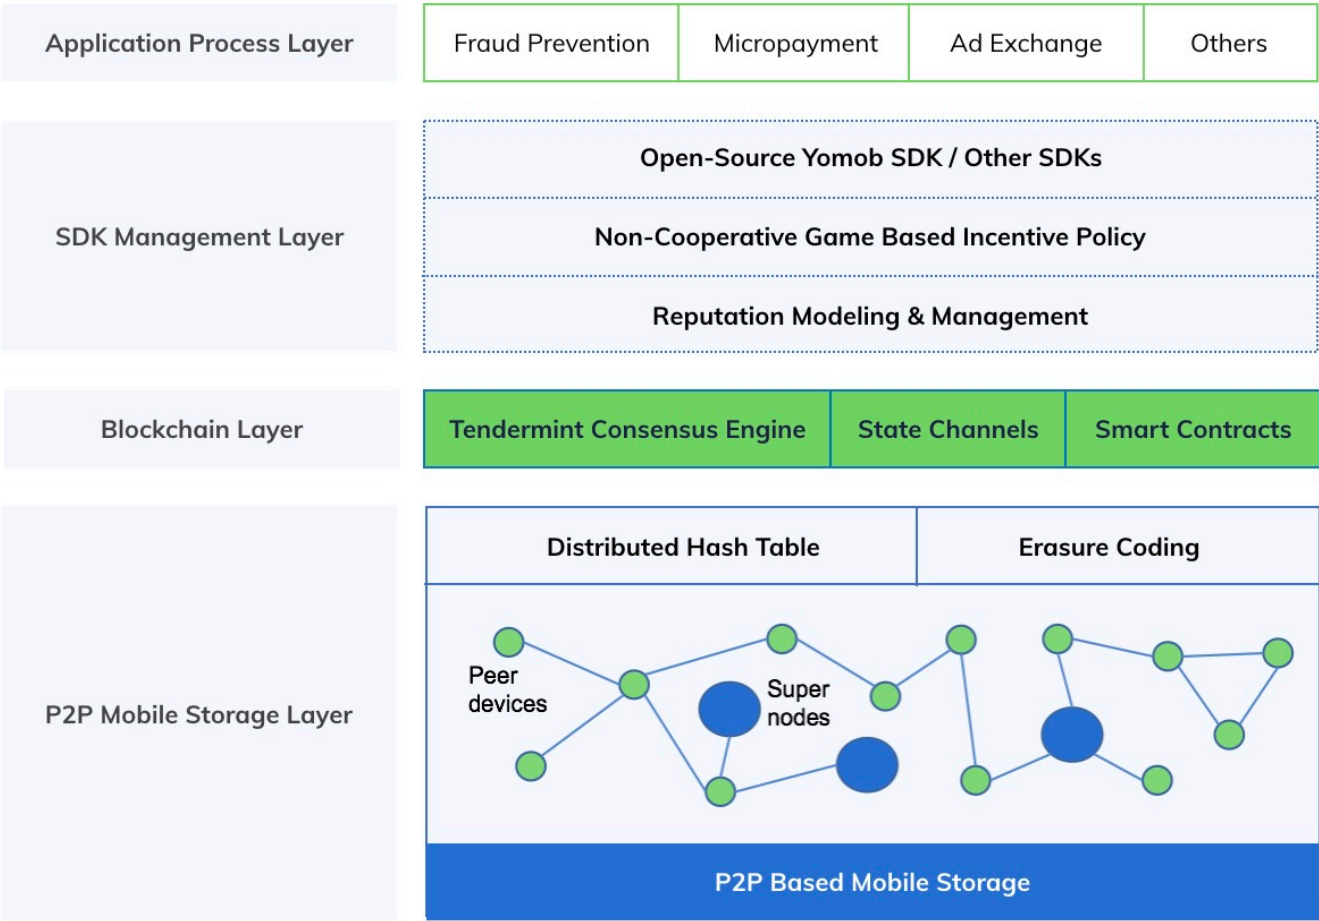 Application Process Layer
Fraud Prevention
Micropayment
Ad Exchange
Others
SDK Management Layer
Open-Source Yomob SDK / Other SDKs
Non-Cooperative Game Based Incentive Policy
Reputation Modeling & Management
Blockchain Layer
Tendermint Consensus Engine
State Channels
Smart Contracts
P2P Mobile Storage Layer
Distributed Hash Table
Erasure Coding
Peer
devices
Super
nodes
P2P Based Mobile Storage